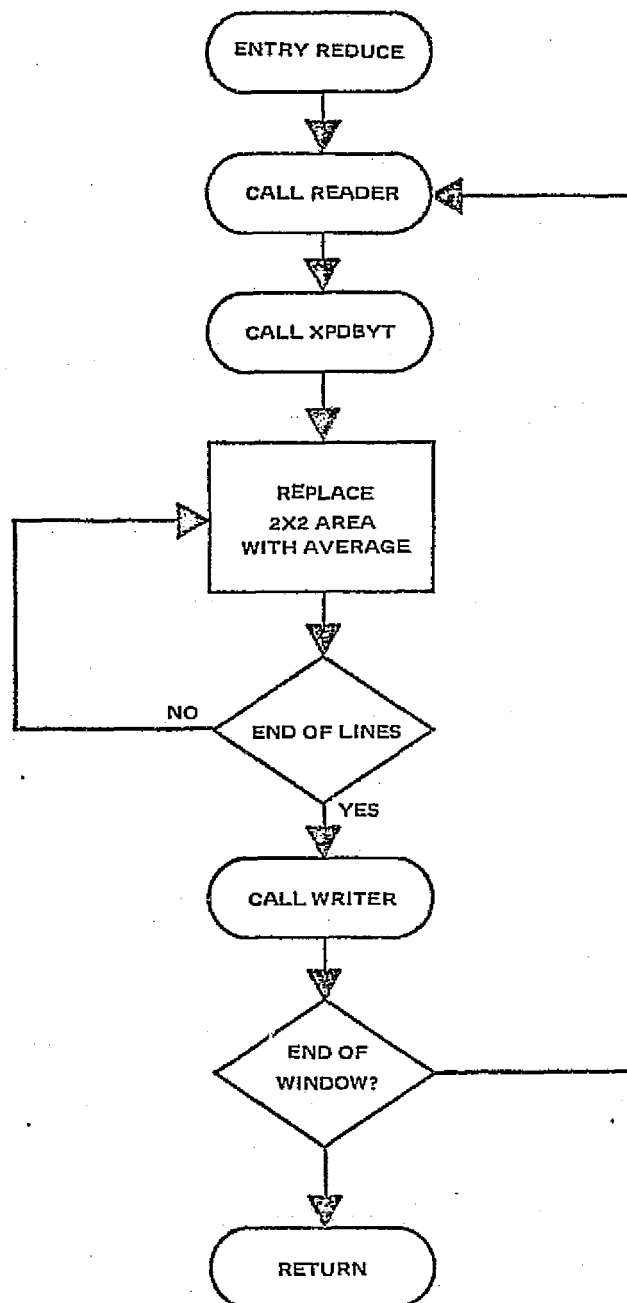 ENTRY REDUCE
CALL READER
CALL XPDBYT
REPLACE
2X2 AREA
WITH AVERAGE
NO
END OF LINES
YES
CALL WRITER
END OF
WINDOW?
RETURN